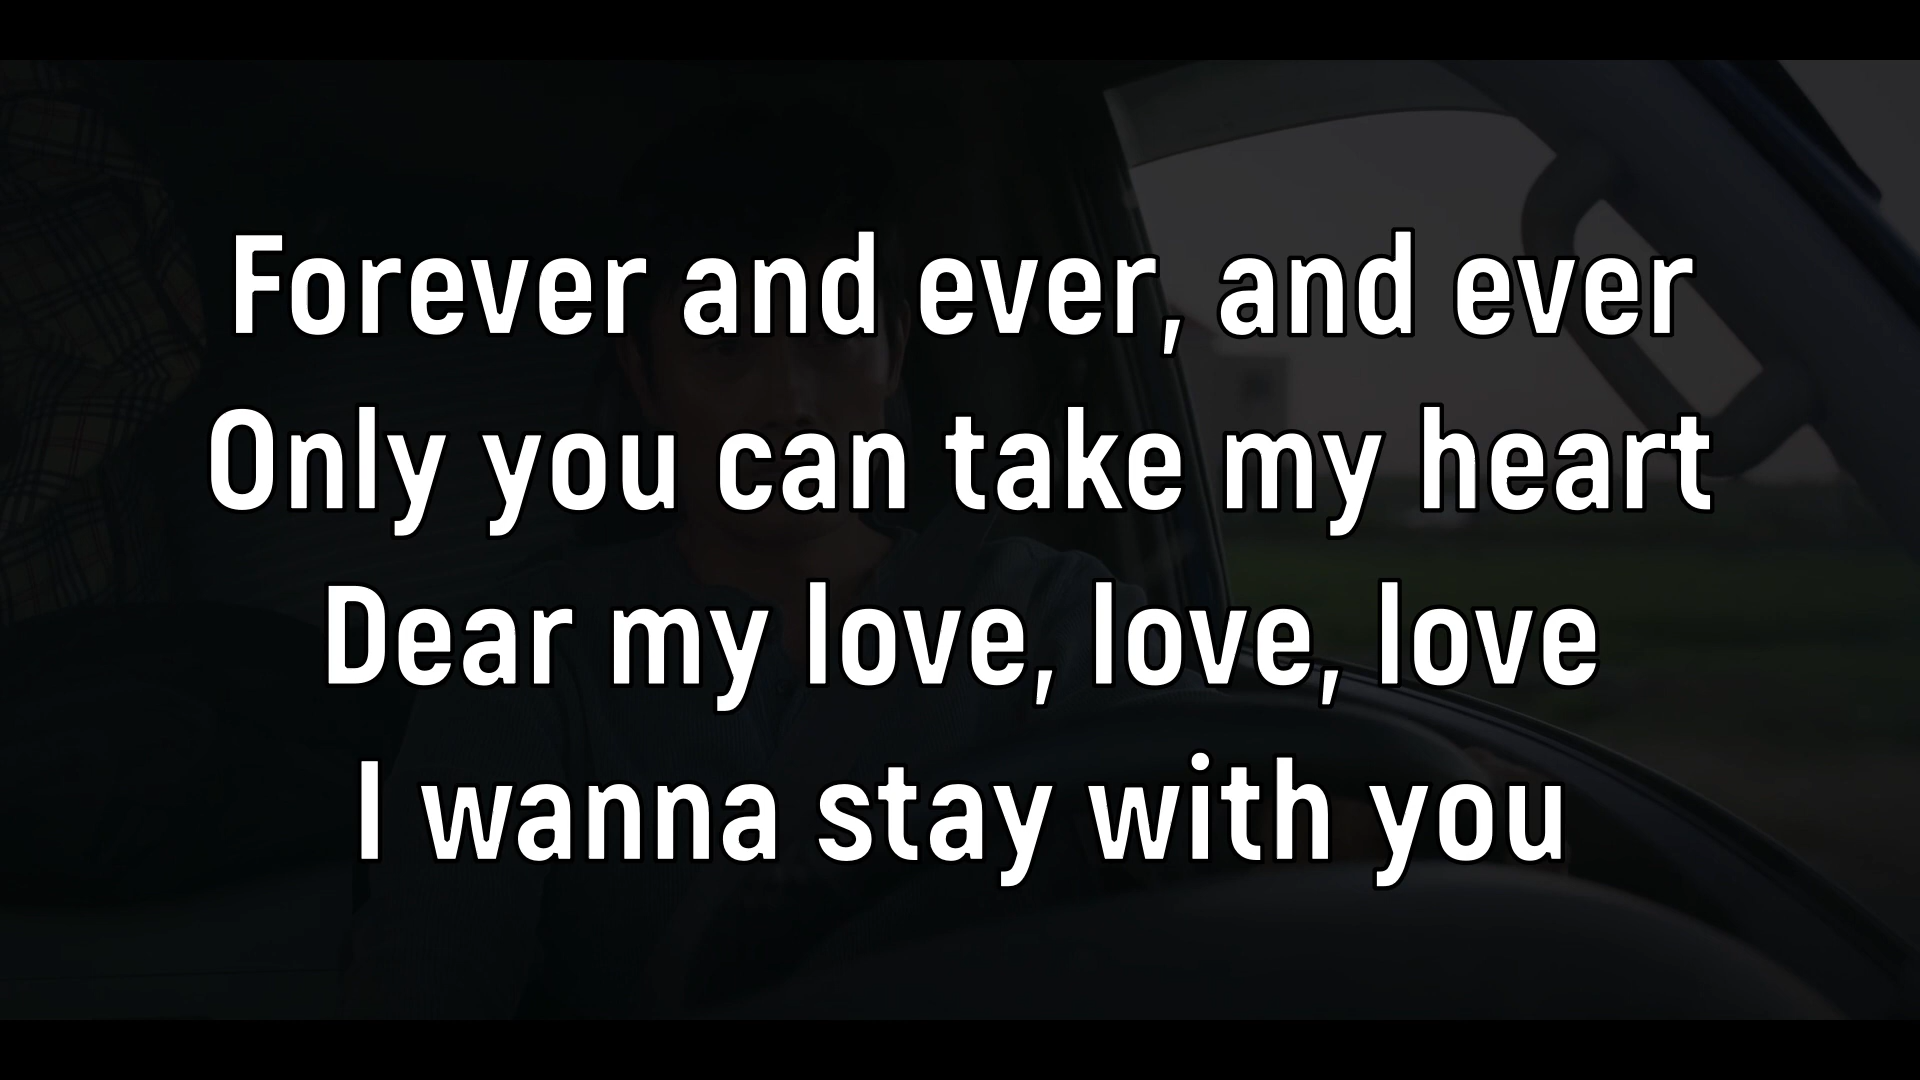 Forever and ever, and ever
Only you can take my heart
Dear my love, love, love
I wanna stay with you